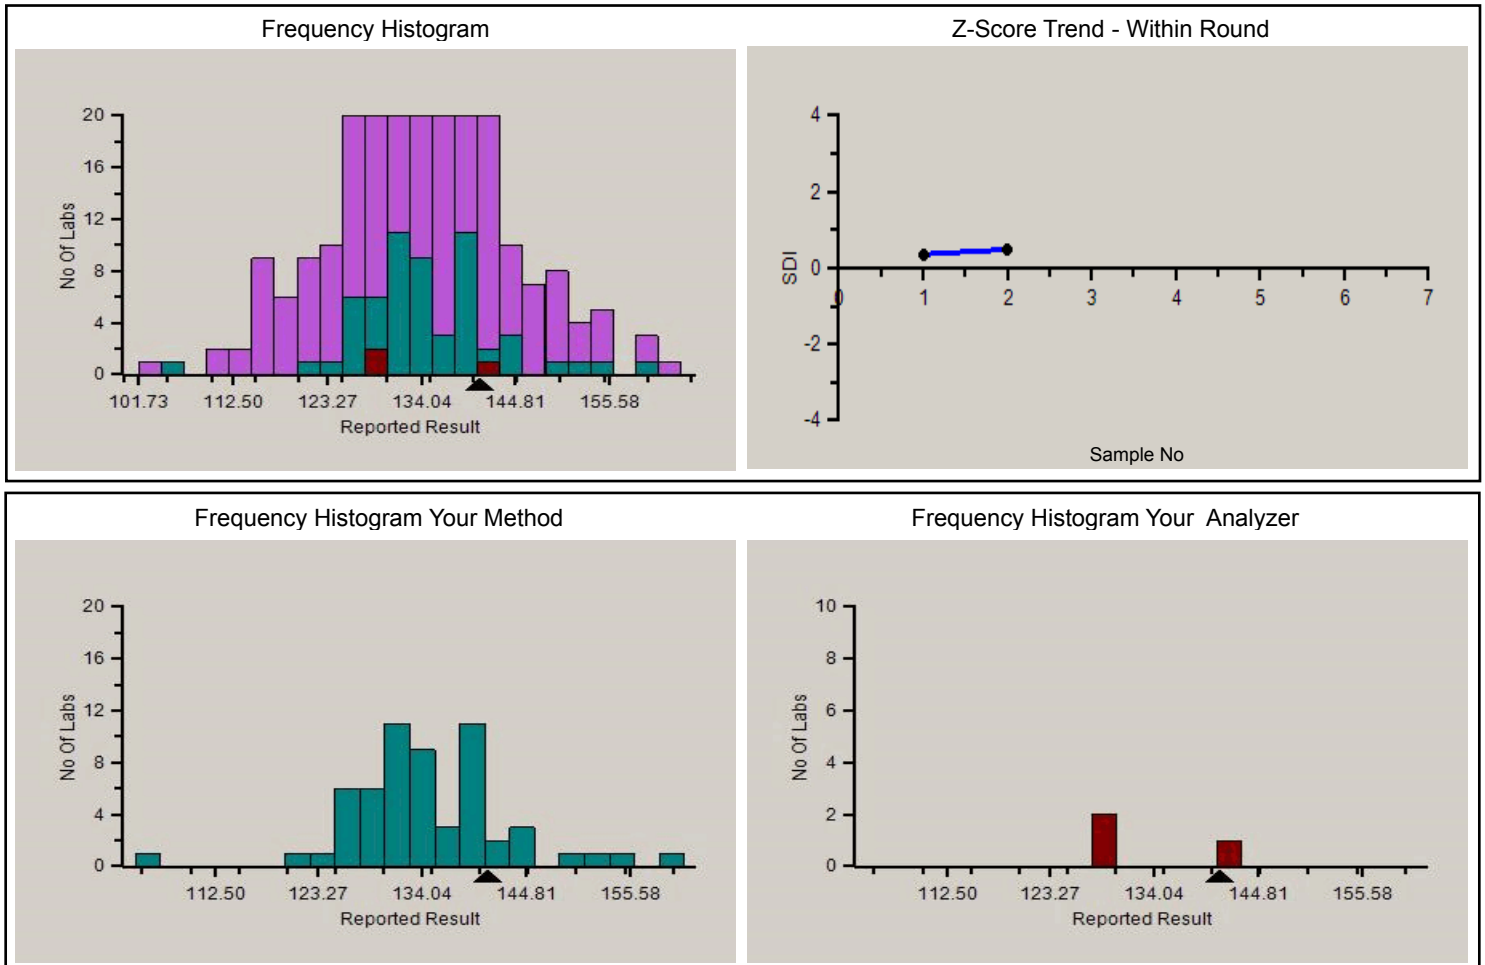 Frequency Histogram
20
16
12
8
4
0
No Of Labs
101.73 112.50 123.27 134.04 144.81 155.58
Reported Result
Z-Score Trend - Within Round
4
2
0
-2
-4
SDI
0 1 2 3 4 5 6 7
Sample No
Frequency Histogram Your Method
20
16
12
8
4
0
No Of Labs
112.50 123.27 134.04 144.81 155.58
Reported Result
Frequency Histogram Your Analyzer
10
8
6
4
2
0
No Of Labs
112.50 123.27 134.04 144.81 155.58
Reported Result